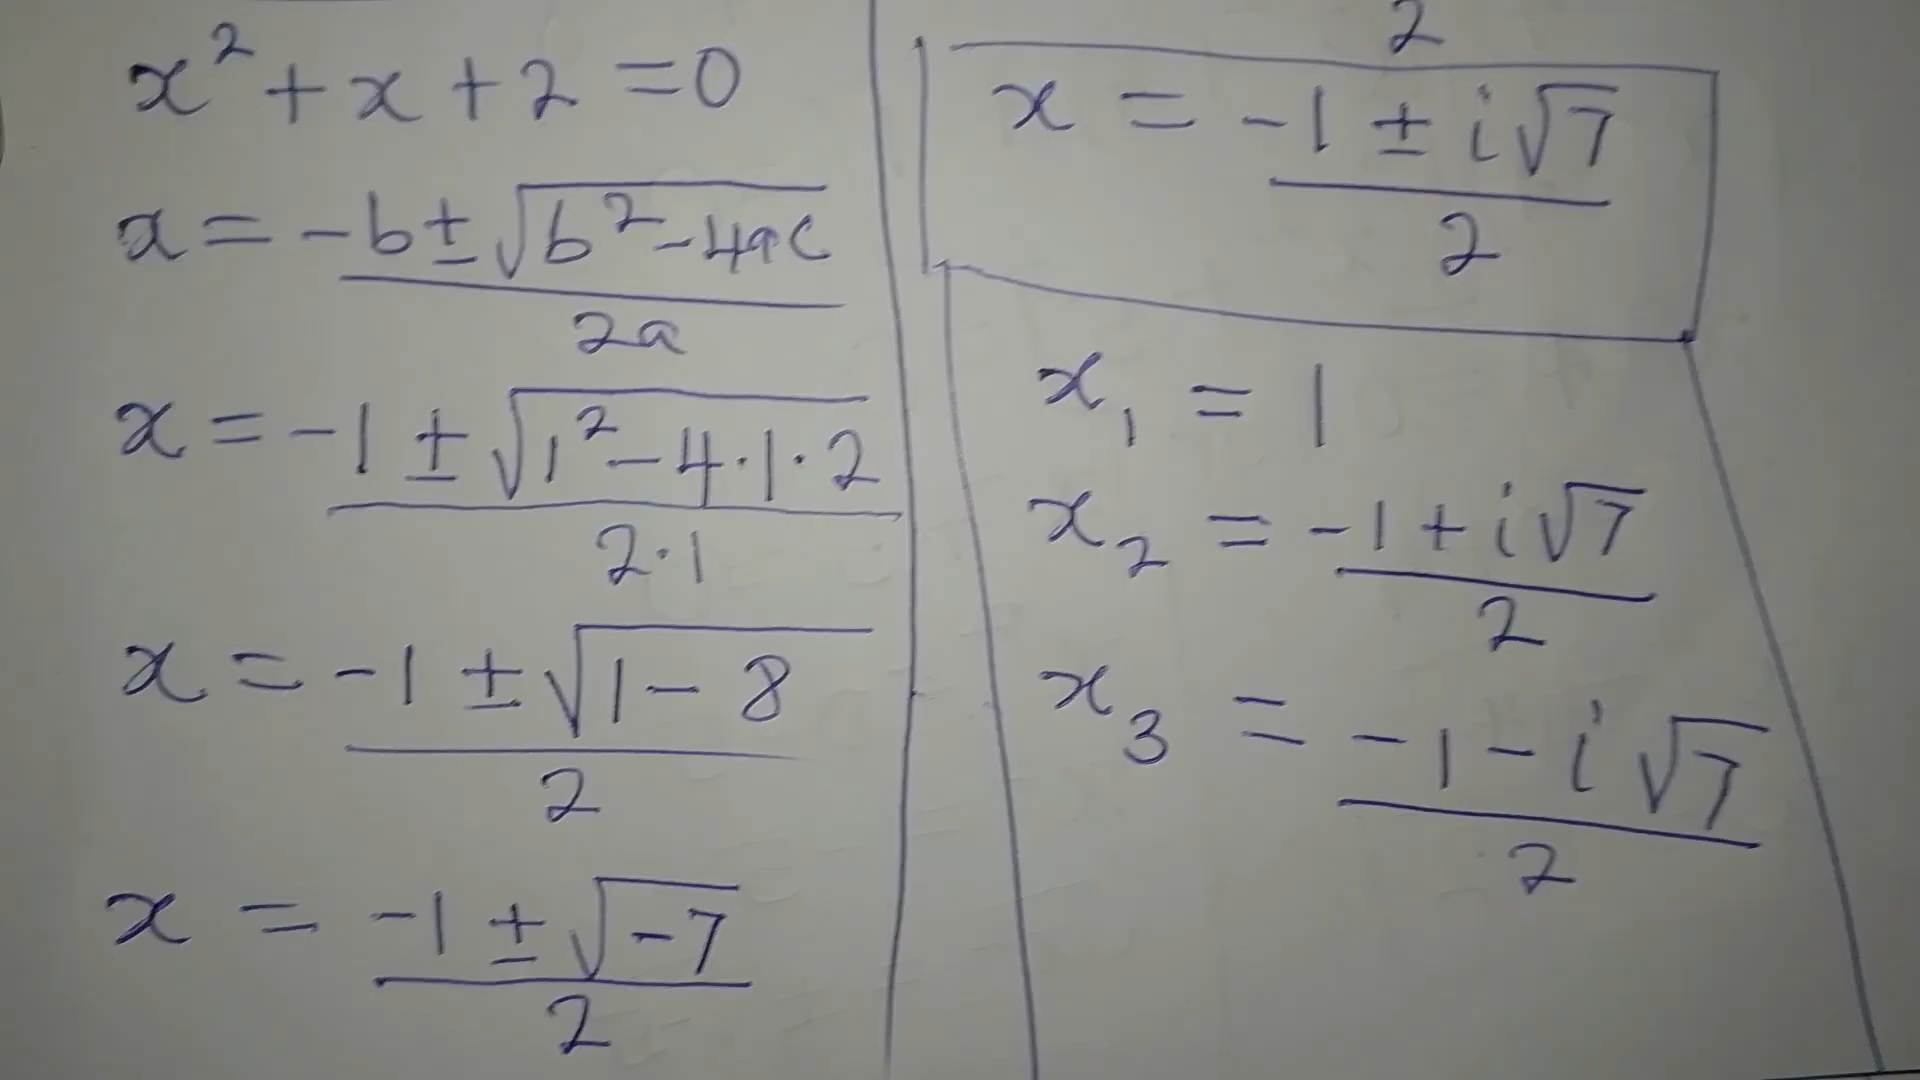 x² + x + 2 = 0
x = -b ± √(b² - 4ac)
2a
x = -1 ± √(1² - 4·1·2)
2·1
x = -1 ± √(1 - 8)
2
x = -1 ± √(-7)
2
2
x = -1 ± i√7
2
x₁ = 1
x₂ = -1 + i√7
2
x₃ = -1 - i√7
2